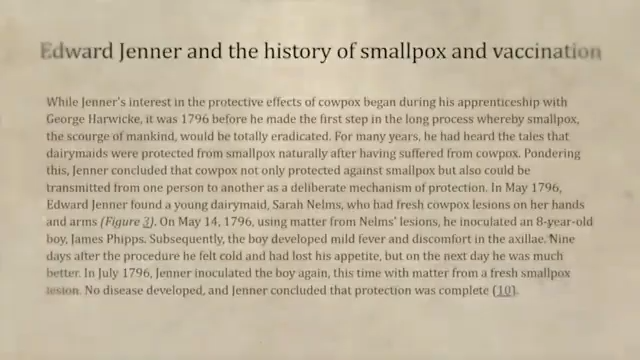 Edward Jenner and the history of smallpox and vaccination
While Jenner's interest in the protective effects of cowpox began during his apprenticeship with
George Harwicke, it was 1796 before he made the first step in the long process whereby smallpox,
the scourge of mankind, would be totally eradicated. For many years, he had heard the tales that
dairymaids were protected from smallpox naturally after having suffered from cowpox. Pondering
this, Jenner concluded that cowpox not only protected against smallpox but also could be
transmitted from one person to another as a deliberate mechanism of protection. In May 1796,
Edward Jenner found a young dairymaid, Sarah Nelms, who had fresh cowpox lesions on her hands
and arms (Figure 3). On May 14, 1796, using matter from Nelms' lesions, he inoculated an 8-year-old
boy, James Phipps. Subsequently, the boy developed mild fever and discomfort in the axillae. Nine
days after the procedure he felt cold and had lost his appetite, but on the next day he was much
better. In July 1796, Jenner inoculated the boy again, this time with matter from a fresh smallpox
lesion. No disease developed, and Jenner concluded that protection was complete (10).